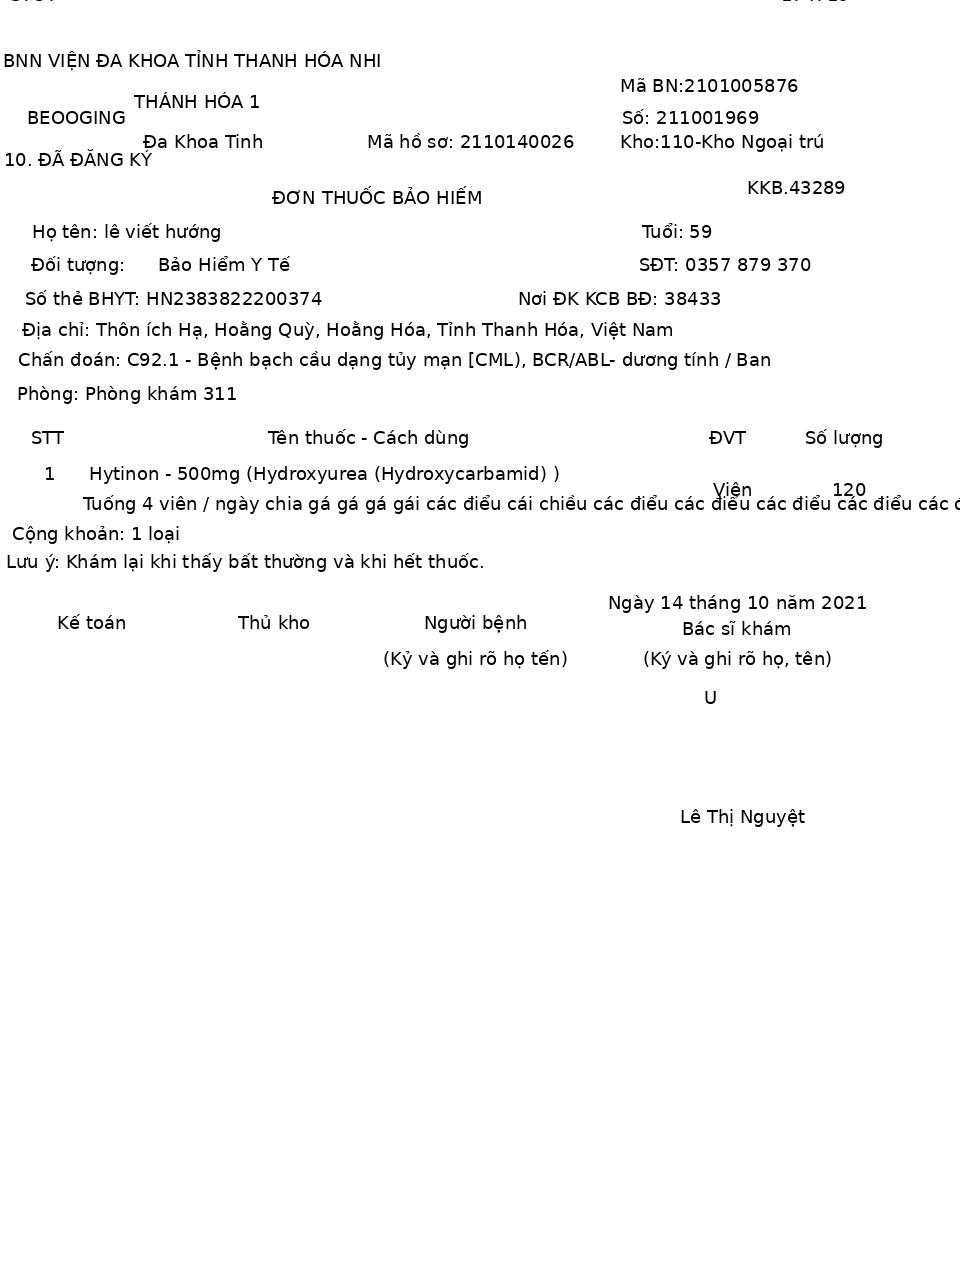 BNN VIỆN ĐA KHOA TỈNH THANH HÓA NHI
Mã BN:2101005876
THÁNH HÓA 1
BEOOGING
Số: 211001969
Đa Khoa Tinh Mã hồ sơ: 2110140026 Kho:110-Kho Ngoại trú
10. ĐÃ ĐĂNG KÝ
KKB.43289
ĐƠN THUỐC BẢO HIẾM
Họ tên: lê viết hướng Tuổi: 59
Đối tượng: Bảo Hiểm Y Tế SĐT: 0357 879 370
Số thẻ BHYT: HN2383822200374 Nơi ĐK KCB BĐ: 38433
Địa chỉ: Thôn ích Hạ, Hoằng Quỳ, Hoằng Hóa, Tỉnh Thanh Hóa, Việt Nam
Chấn đoán: C92.1 - Bệnh bạch cầu dạng tủy mạn [CML), BCR/ABL- dương tính / Ban
Phòng: Phòng khám 311
STT Tên thuốc - Cách dùng ĐVT Số lượng
1 Hytinon - 500mg (Hydroxyurea (Hydroxycarbamid) )
Viên 120
Tuống 4 viên / ngày chia gá gá gá gá gái các điểu cái chiều các điểu các điểu các điểu các điểu các
Cộng khoản: 1 loại
Lưu ý: Khám lại khi thấy bất thường và khi hết thuốc.
Ngày 14 tháng 10 năm 2021
Kế toán Thủ kho Người bệnh Bác sĩ khám
(Kỷ và ghi rõ họ tến) (Ký và ghi rõ họ, tên)
U
Lê Thị Nguyệt